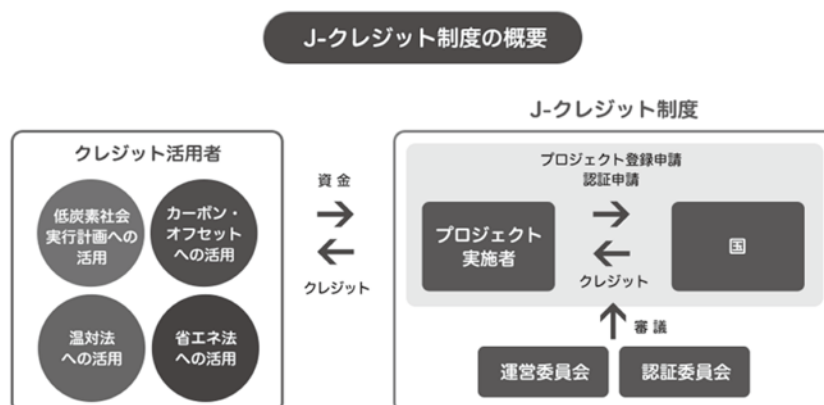 J-クレジット制度の概要
J-クレジット制度
クレジット活用者
低炭素社会
実行計画への
活用
カーボン・
オフセット
への活用
温対法
への活用
省エネ法
への活用
資金
クレジット
プロジェクト登録申請
認証申請
プロジェクト
実施者
国
クレジット
審議
運営委員会
認証委員会